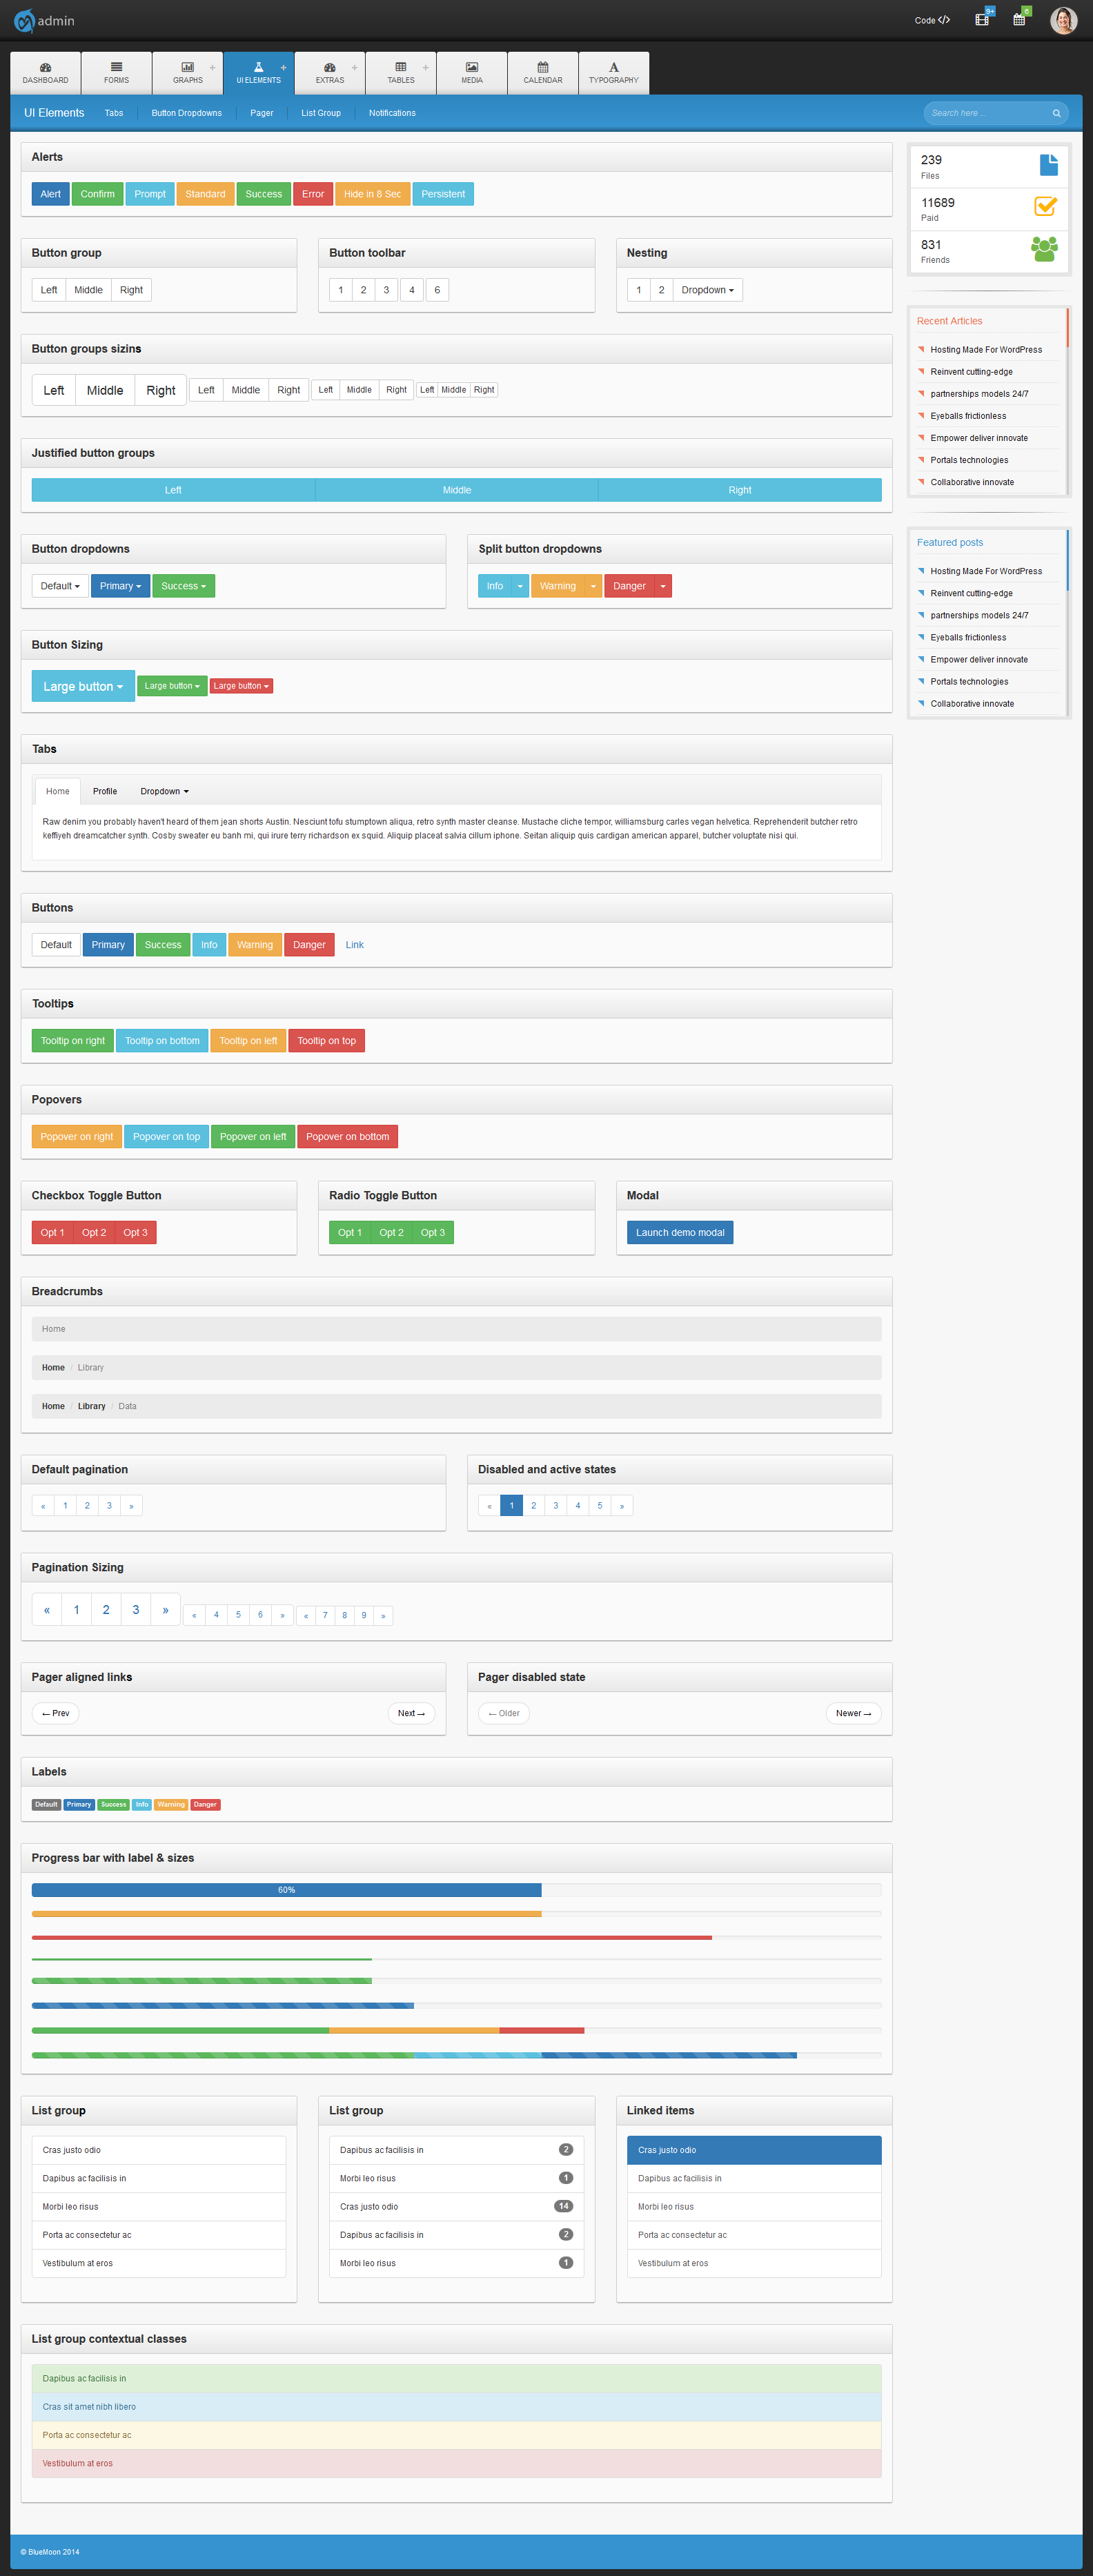 admin
Code </>
9+
6
DASHBOARD
FORMS
GRAPHS
UI ELEMENTS
EXTRAS
TABLES
MEDIA
CALENDAR
TYPOGRAPHY
UI Elements Tabs Button Dropdowns Pager List Group Notifications
Search here ...
Alerts
Alert Confirm Prompt Standard Success Error Hide in 8 Sec Persistent
239
Files
11689
Paid
831
Friends
Button group
Left Middle Right
Button toolbar
1 2 3 4 6
Nesting
1 2 Dropdown
Recent Articles
Hosting Made For WordPress
Reinvent cutting-edge
partnerships models 24/7
Eyeballs frictionless
Empower deliver innovate
Portals technologies
Collaborative innovate
Button groups sizins
Left Middle Right Left Middle Right Left Middle Right Left Middle Right
Justified button groups
Left Middle Right
Featured posts
Hosting Made For WordPress
Reinvent cutting-edge
partnerships models 24/7
Eyeballs frictionless
Empower deliver innovate
Portals technologies
Collaborative innovate
Button dropdowns
Default Primary Success
Split button dropdowns
Info Warning Danger
Button Sizing
Large button Large button Large button
Tabs
Home Profile Dropdown
Raw denim you probably haven't heard of them jean shorts Austin. Nesciunt tofu stumptown aliqua, retro synth master cleanse. Mustache cliche tempor, williamsburg carles vegan helvetica. Reprehenderit butcher retro
keffiyeh dreamcatcher synth. Cosby sweater eu banh mi, qui irure terry richardson ex squid. Aliquip placeat salvia cillum iphone. Seitan aliquip quis cardigan american apparel, butcher voluptate nisi qui.
Buttons
Default Primary Success Info Warning Danger Link
Tooltips
Tooltip on right Tooltip on bottom Tooltip on left Tooltip on top
Popovers
Popover on right Popover on top Popover on left Popover on bottom
Checkbox Toggle Button
Opt 1 Opt 2 Opt 3
Radio Toggle Button
Opt 1 Opt 2 Opt 3
Modal
Launch demo modal
Breadcrumbs
Home
Home / Library
Home / Library / Data
Default pagination
« 1 2 3 »
Disabled and active states
« 1 2 3 4 5 »
Pagination Sizing
« 1 2 3 » « 4 5 6 » « 7 8 9 »
Pager aligned links
← Prev Next →
Pager disabled state
← Older Newer →
Labels
Default Primary Success Info Warning Danger
Progress bar with label & sizes
60%
List group
Cras justo odio
Dapibus ac facilisis in
Morbi leo risus
Porta ac consectetur ac
Vestibulum at eros
List group
Dapibus ac facilisis in 2
Morbi leo risus 1
Cras justo odio 14
Dapibus ac facilisis in 2
Morbi leo risus 1
Linked items
Cras justo odio
Dapibus ac facilisis in
Morbi leo risus
Porta ac consectetur ac
Vestibulum at eros
List group contextual classes
Dapibus ac facilisis in
Cras sit amet nibh libero
Porta ac consectetur ac
Vestibulum at eros
© BlueMoon 2014